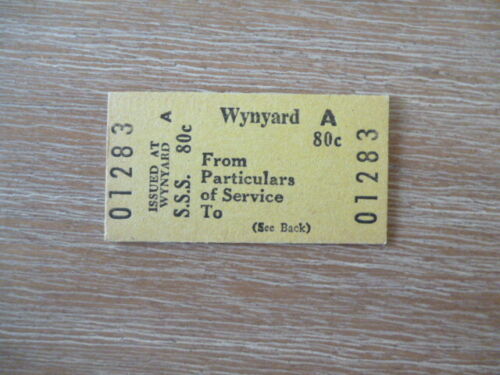 01283
ISSUED AT
WYNYARD
A
S.S.S. 80c
Wynyard A
80c
From
Particulars
of Service
To
(See Back)
01283